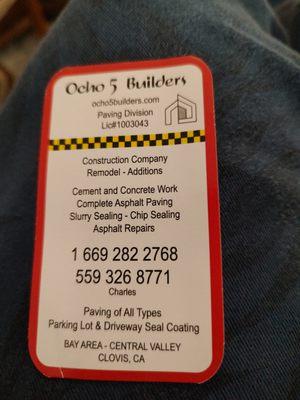 Ocho 5 Builders
ocho5builders.com
Paving Division
Lic#1003043
Construction Company
Remodel - Additions
Cement and Concrete Work
Complete Asphalt Paving
Slurry Sealing - Chip Sealing
Asphalt Repairs
1 669 282 2768
559 326 8771
Charles
Paving of All Types
Parking Lot & Driveway Seal Coating
BAY AREA - CENTRAL VALLEY
CLOVIS, CA